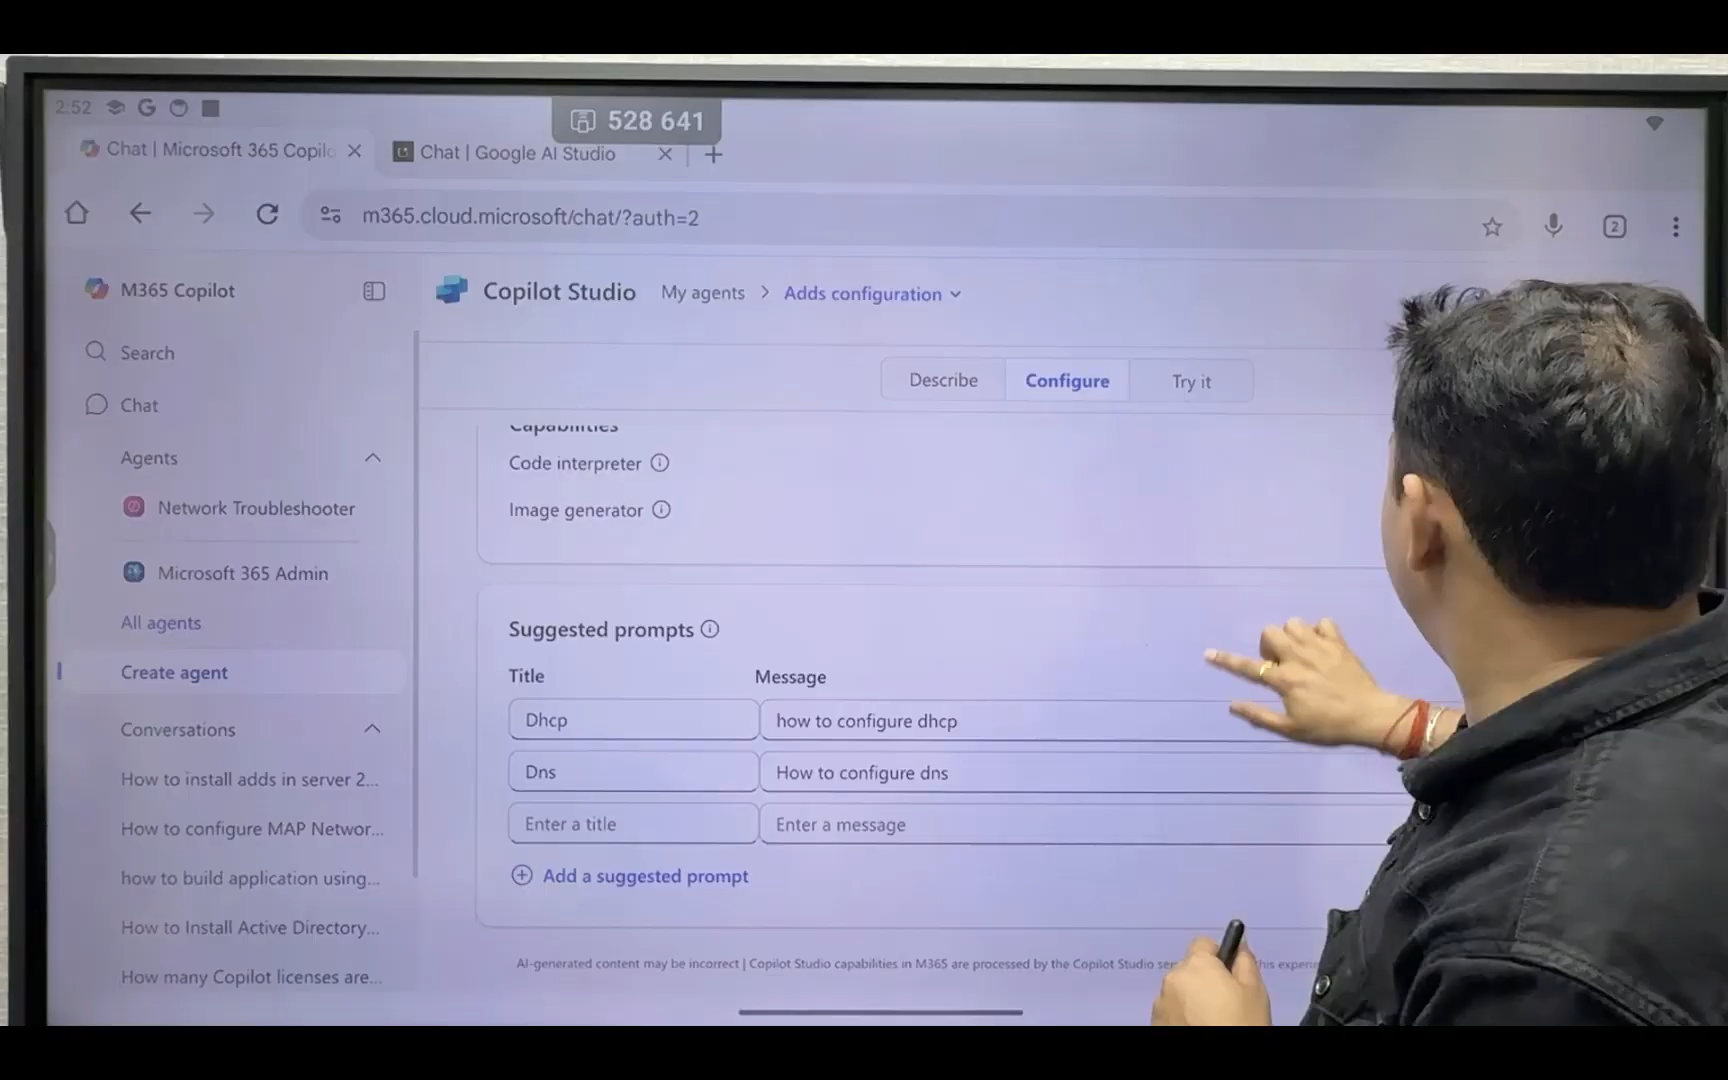 2:52
528 641
Chat | Microsoft 365 Copilo
Chat | Google AI Studio
m365.cloud.microsoft/chat/?auth=2
2
M365 Copilot
Copilot Studio
My agents > Adds configuration
Search
Describe
Configure
Try it
Chat
Capabilities
Agents
Code interpreter
Network Troubleshooter
Image generator
Microsoft 365 Admin
All agents
Suggested prompts
Create agent
Title
Message
Dhcp
how to configure dhcp
Conversations
Dns
How to configure dns
How to install adds in server 2...
Enter a title
Enter a message
How to configure MAP Networ...
how to build application using...
Add a suggested prompt
How to Install Active Directory...
How many Copilot licenses are...
AI-generated content may be incorrect | Copilot Studio capabilities in M365 are processed by the Copilot Studio